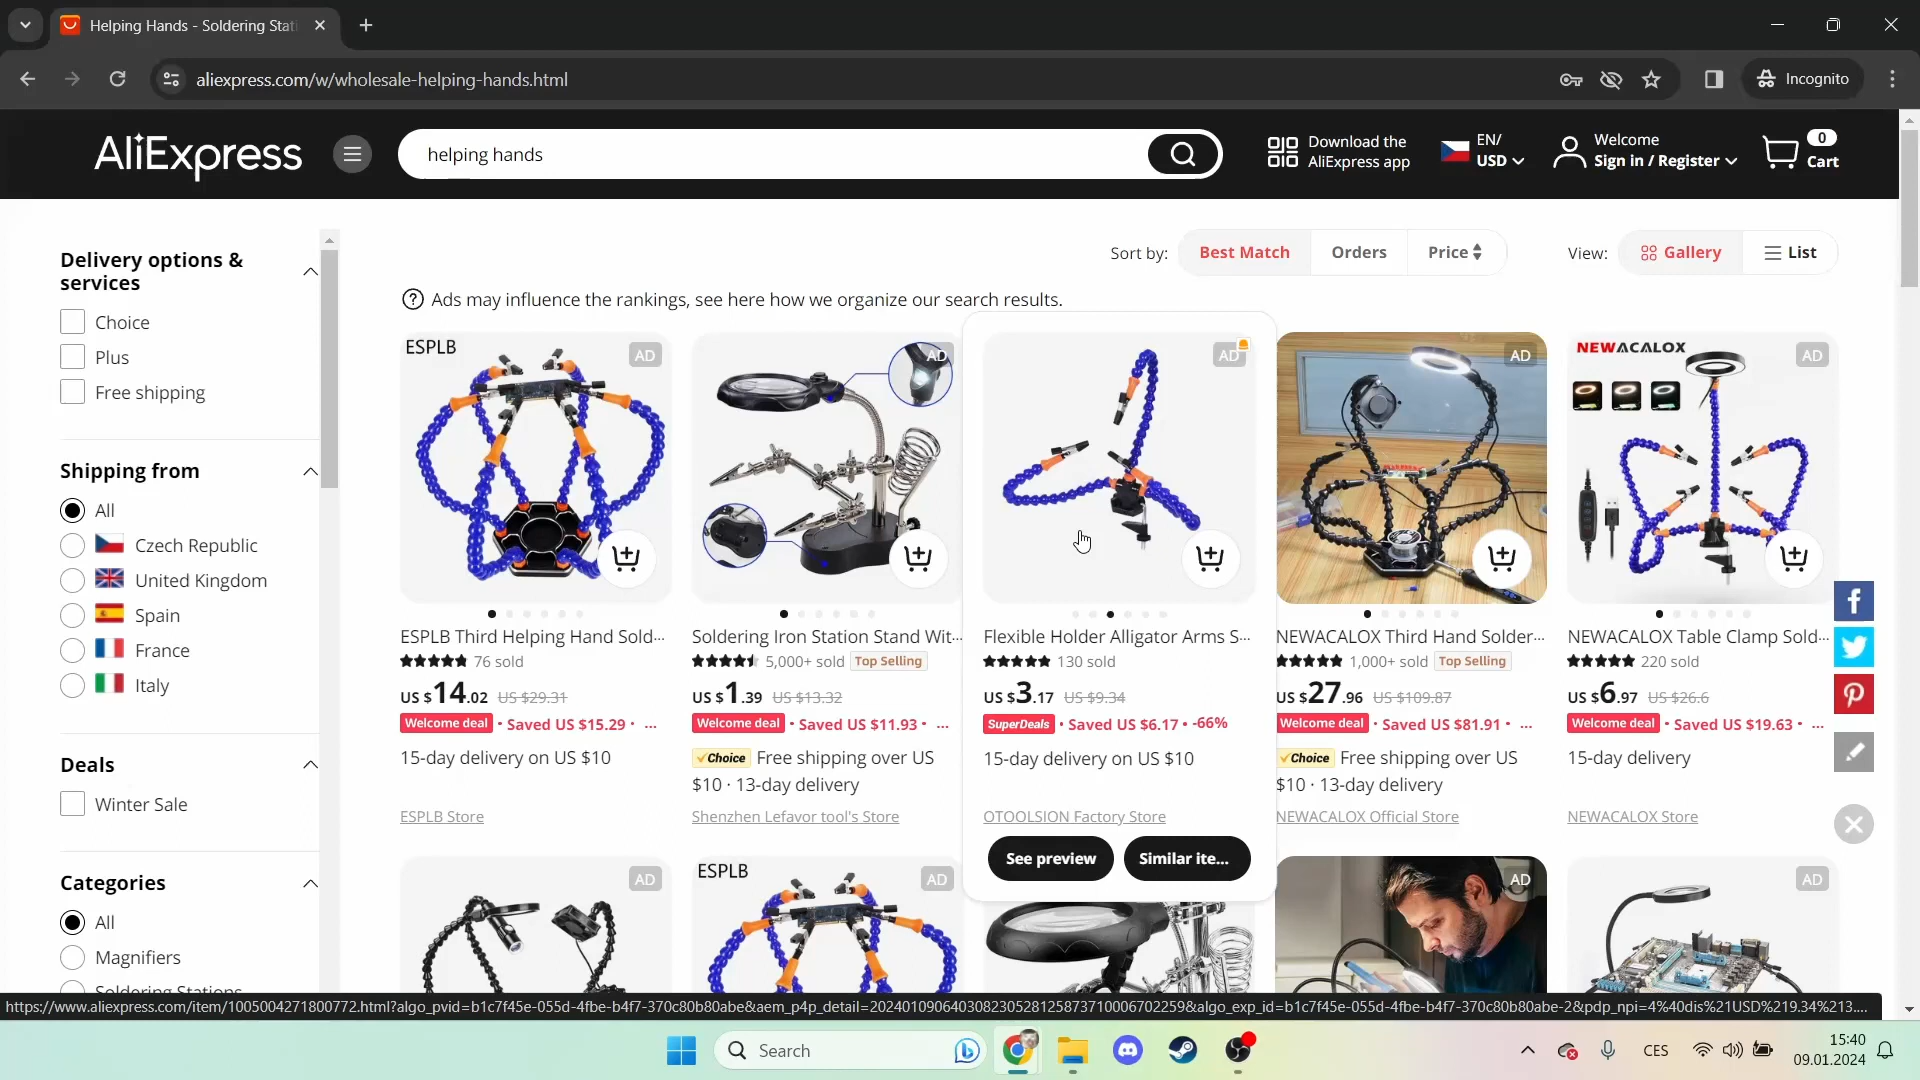 Helping Hands - Soldering Stati
aliexpress.com/w/wholesale-helping-hands.html
Incognito
AliExpress
helping hands
Download the
AliExpress app
EN/
USD
Welcome
Sign in / Register
0
Cart
Delivery options &
services
Choice
Plus
Free shipping
Shipping from
All
Czech Republic
United Kingdom
Spain
France
Italy
Deals
Winter Sale
Categories
All
Magnifiers
Soldering Stations
Sort by:
Best Match
Orders
Price
View:
Gallery
List
Ads may influence the rankings, see here how we organize our search results.
ESPLB
AD
ESPLB Third Helping Hand Sold...
76 sold
US $14.02 US $29.31
Welcome deal · Saved US $15.29 · ...
15-day delivery on US $10
ESPLB Store
AD
Soldering Iron Station Stand Wit...
5,000+ sold Top Selling
US $1.39 US $13.32
Welcome deal · Saved US $11.93 · ...
Choice Free shipping over US
$10 · 13-day delivery
Shenzhen Lefavor tool's Store
AD
Flexible Holder Alligator Arms S...
130 sold
US $3.17 US $9.34
SuperDeals · Saved US $6.17 · -66%
15-day delivery on US $10
OTOOLSION Factory Store
See preview
Similar ite...
AD
NEWACALOX Third Hand Solder...
1,000+ sold Top Selling
US $27.96 US $109.87
Welcome deal · Saved US $81.91 · ...
Choice Free shipping over US
$10 · 13-day delivery
NEWACALOX Official Store
NEWACALOX
AD
NEWACALOX Table Clamp Sold...
220 sold
US $6.97 US $26.6
Welcome deal · Saved US $19.63 · ...
15-day delivery
NEWACALOX Store
AD
ESPLB
AD
AD
AD
https://www.aliexpress.com/item/1005004271800772.html?algo_pvid=b1c7f45e-055d-4fbe-b4f7-370c80b80abe&aem_p4p_detail=2024010906403082305281258737100067022​59&algo_exp_id=b1c7f45e-055d-4fbe-b4f7-370c80b80abe-2&pdp_npi=4%40dis%21USD%219.34%213....
Search
CES
15:40
09.01.2024